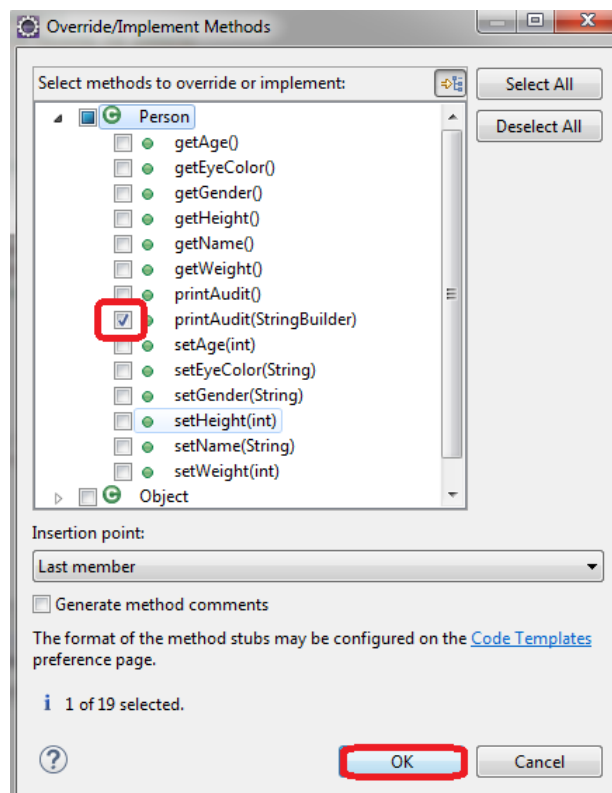 Override/Implement Methods
Select methods to override or implement:
Select All
Person
Deselect All
getAge()
getEyeColor()
getGender()
getHeight()
getName()
getWeight()
printAudit()
printAudit(StringBuilder)
setAge(int)
setEyeColor(String)
setGender(String)
setHeight(int)
setName(String)
setWeight(int)
Object
Insertion point:
Last member
Generate method comments
The format of the method stubs may be configured on the Code Templates
preference page.
1 of 19 selected.
OK
Cancel